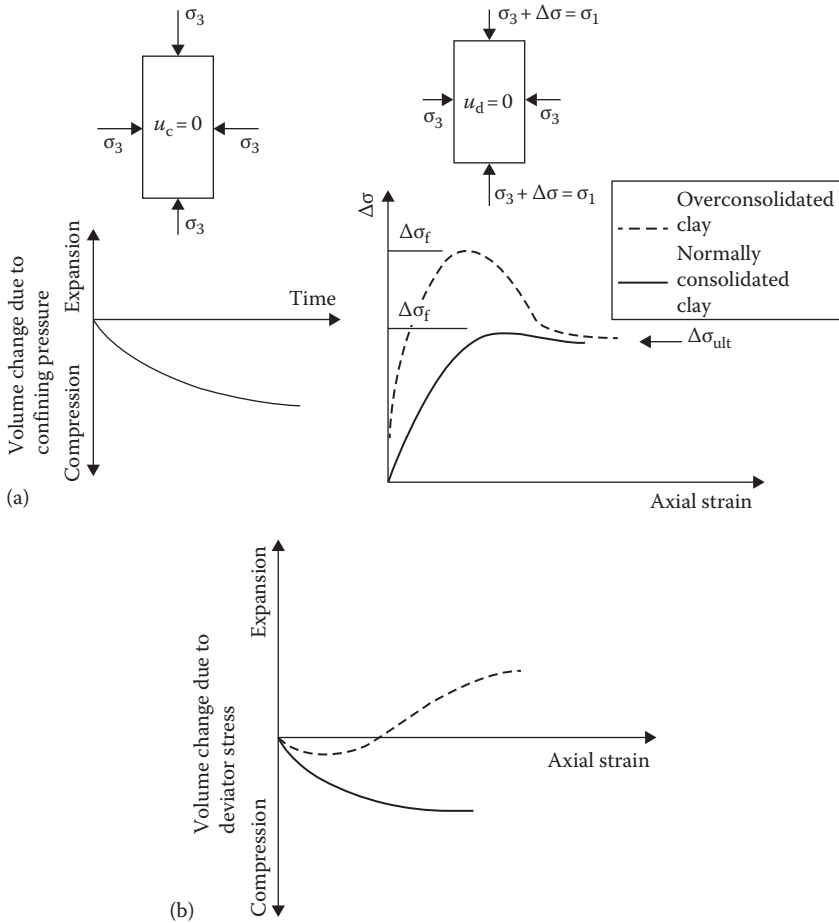 σ3
σ3
uc = 0
σ3
σ3
σ3 + Δσ = σ1
σ3
ud = 0
σ3
σ3 + Δσ = σ1
Volume change due to
confining pressure
Expansion
Compression
Time
(a)
Δσ
Δσf
Δσf
Δσult
Axial strain
Overconsolidated
clay
Normally
consolidated
clay
Volume change due to
deviator stress
Expansion
Compression
Axial strain
(b)